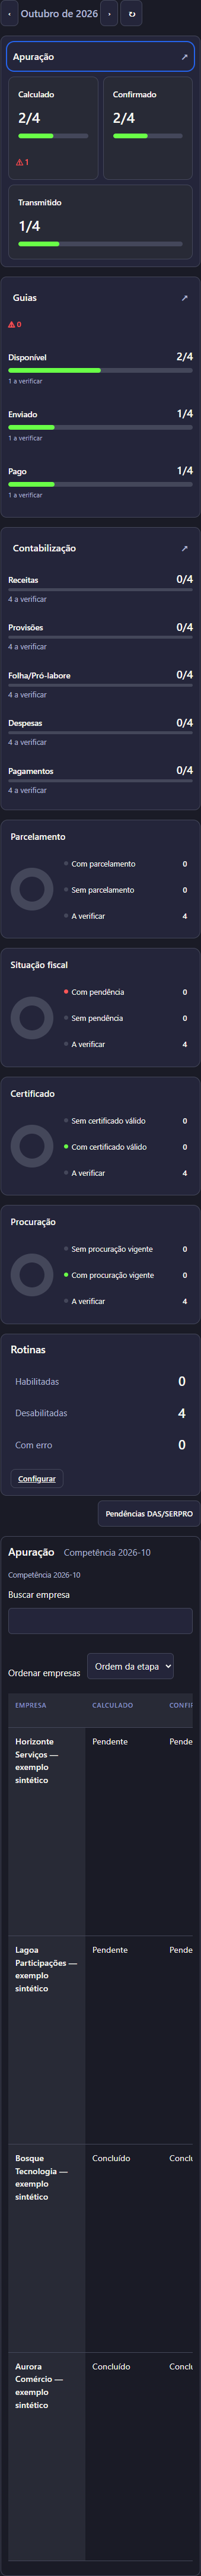 ‹ Outubro de 2026 › ↻
Apuração ↗
Calculado
2/4
⚠ 1
Confirmado
2/4
Transmitido
1/4
Guias ↗
⚠ 0
Disponível 2/4
1 a verificar
Enviado 1/4
1 a verificar
Pago 1/4
1 a verificar
Contabilização ↗
Receitas 0/4
4 a verificar
Provisões 0/4
4 a verificar
Folha/Pró-labore 0/4
4 a verificar
Despesas 0/4
4 a verificar
Pagamentos 0/4
4 a verificar
Parcelamento
Com parcelamento 0
Sem parcelamento 0
A verificar 4
Situação fiscal
Com pendência 0
Sem pendência 0
A verificar 4
Certificado
Sem certificado válido 0
Com certificado válido 0
A verificar 4
Procuração
Sem procuração vigente 0
Com procuração vigente 0
A verificar 4
Rotinas
Habilitadas 0
Desabilitadas 4
Com erro 0
Configurar
Pendências DAS/SERPRO
Apuração Competência 2026-10
Competência 2026-10
Buscar empresa
Ordenar empresas Ordem da etapa
EMPRESA CALCULADO CONFIR
Horizonte Pendente Pende
Serviços —
exemplo
sintético
Lagoa Pendente Pende
Participações —
exemplo
sintético
Bosque Concluído Conclu
Tecnologia —
exemplo
sintético
Aurora Concluído Conclu
Comércio —
exemplo
sintético